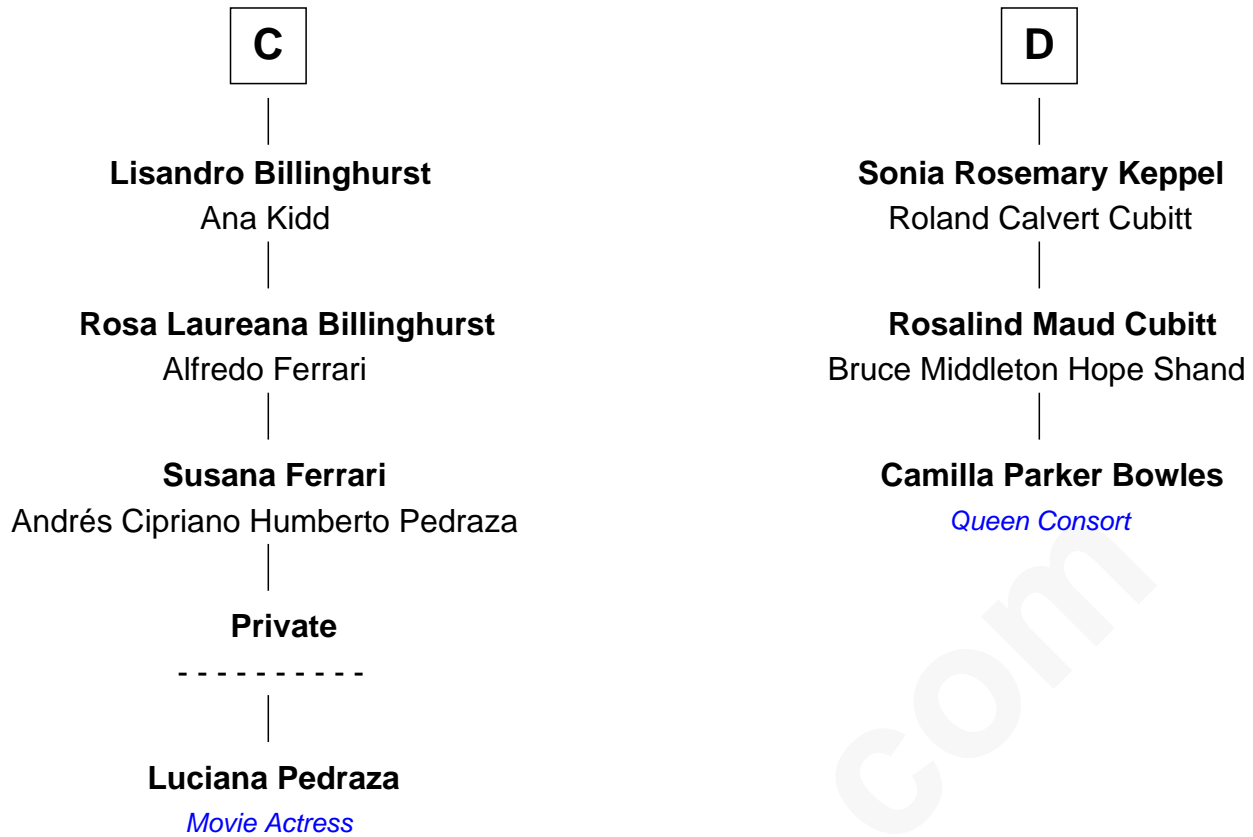 C
Lisandro Billinghurst
Ana Kidd
Rosa Laureana Billinghurst
Alfredo Ferrari
Susana Ferrari
Andrés Cipriano Humberto Pedraza
Private
- - - - - - - - - -
Luciana Pedraza
Movie Actress
D
Sonia Rosemary Keppel
Roland Calvert Cubitt
Rosalind Maud Cubitt
Bruce Middleton Hope Shand
Camilla Parker Bowles
Queen Consort
com